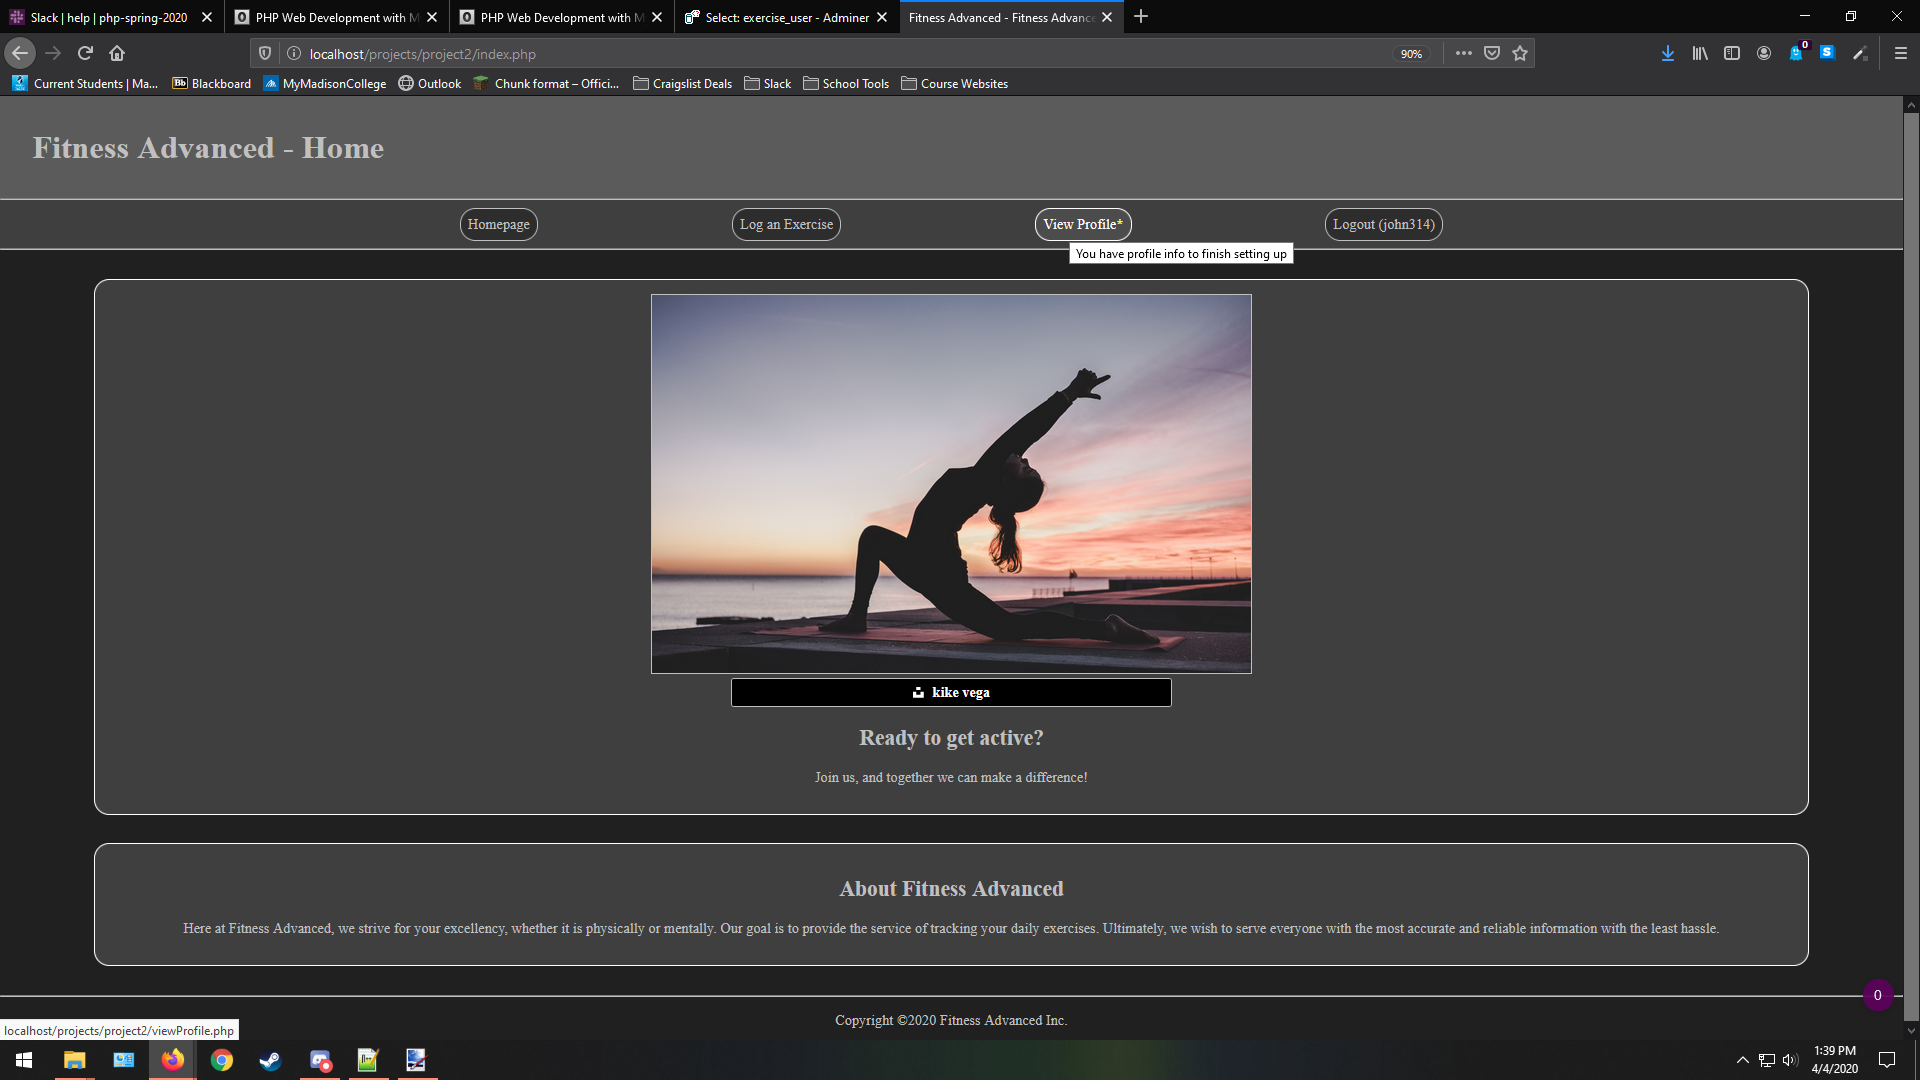 Slack | help | php-spring-2020
PHP Web Development with M
PHP Web Development with M
Select: exercise_user - Adminer
Fitness Advanced - Fitness Advance
localhost/projects/project2/index.php
90%
0
S
Current Students | Ma...
Bb Blackboard
MyMadisonCollege
Outlook
Chunk format – Offici...
Craigslist Deals
Slack
School Tools
Course Websites
Fitness Advanced - Home
Homepage
Log an Exercise
View Profile*
Logout (john314)
You have profile info to finish setting up
kike vega
Ready to get active?
Join us, and together we can make a difference!
About Fitness Advanced
Here at Fitness Advanced, we strive for your excellency, whether it is physically or mentally. Our goal is to provide the service of tracking your daily exercises. Ultimately, we wish to serve everyone with the most accurate and reliable information with the least hassle.
0
Copyright ©2020 Fitness Advanced Inc.
localhost/projects/project2/viewProfile.php
1:39 PM
4/4/2020